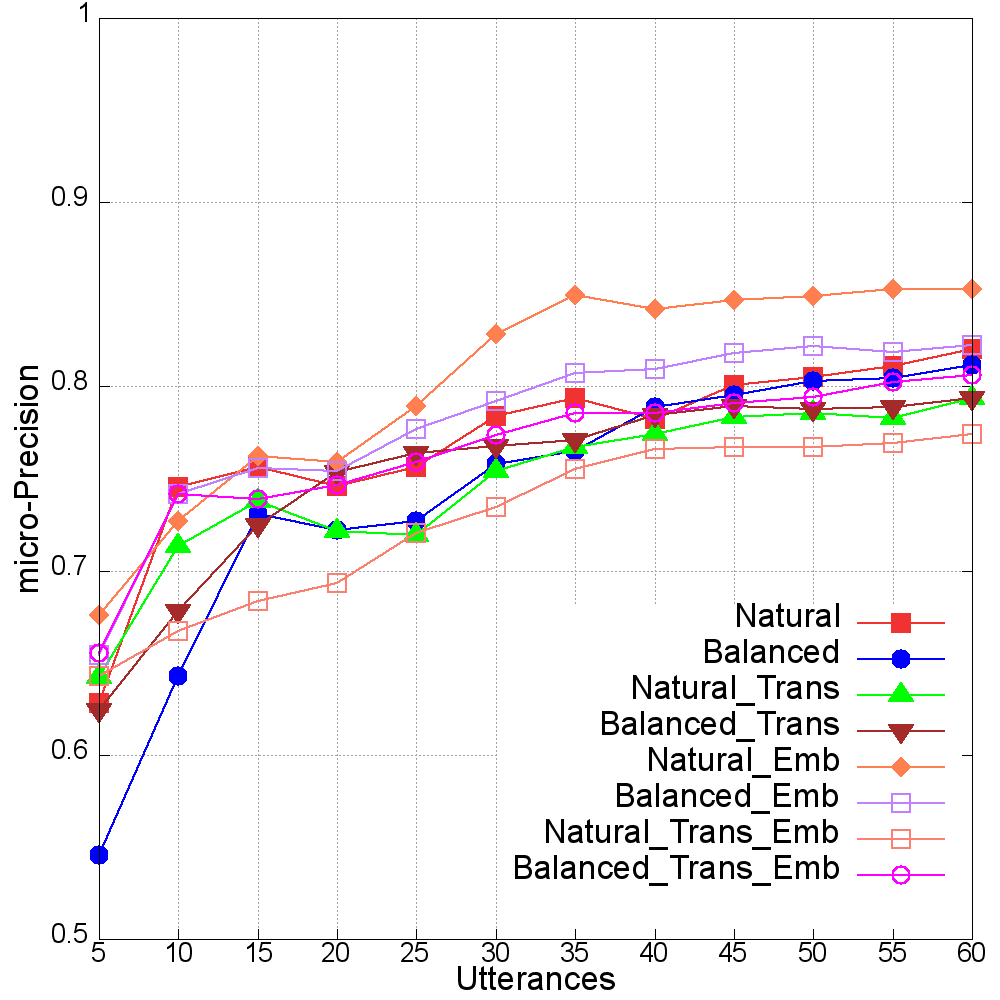 1
0.9
0.8
0.7
0.6
0.5
micro-Precision
Natural
Balanced
Natural_Trans
Balanced_Trans
Natural_Emb
Balanced_Emb
Natural_Trans_Emb
Balanced_Trans_Emb
5 10 15 20 25 30 35 40 45 50 55 60
Utterances